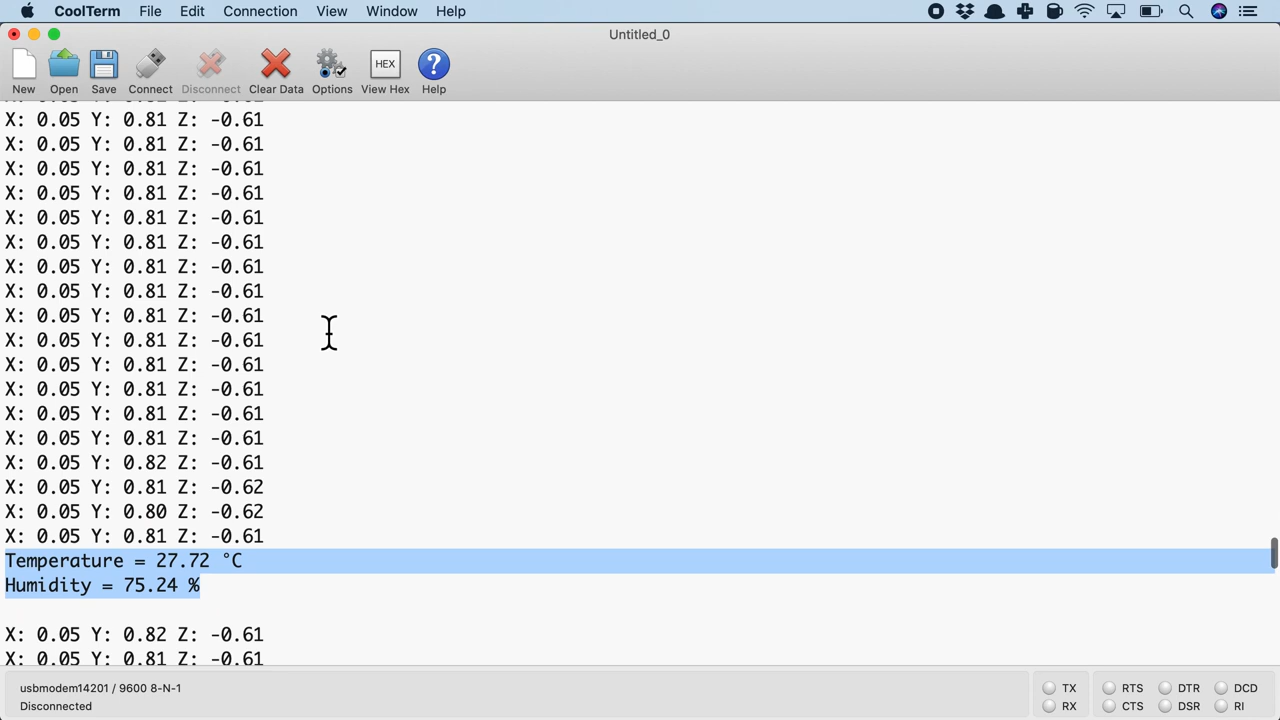 CoolTerm File Edit Connection View Window Help
Untitled_0
HEX
?
New Open Save Connect Disconnect Clear Data Options View Hex Help
X: 0.05 Y: 0.81 Z: -0.61
X: 0.05 Y: 0.81 Z: -0.61
X: 0.05 Y: 0.81 Z: -0.61
X: 0.05 Y: 0.81 Z: -0.61
X: 0.05 Y: 0.81 Z: -0.61
X: 0.05 Y: 0.81 Z: -0.61
X: 0.05 Y: 0.81 Z: -0.61
X: 0.05 Y: 0.81 Z: -0.61
X: 0.05 Y: 0.81 Z: -0.61
X: 0.05 Y: 0.81 Z: -0.61
X: 0.05 Y: 0.81 Z: -0.61
X: 0.05 Y: 0.81 Z: -0.61
X: 0.05 Y: 0.81 Z: -0.61
X: 0.05 Y: 0.81 Z: -0.61
X: 0.05 Y: 0.82 Z: -0.61
X: 0.05 Y: 0.81 Z: -0.62
X: 0.05 Y: 0.80 Z: -0.62
X: 0.05 Y: 0.81 Z: -0.61
Temperature = 27.72 °C
Humidity = 75.24 %
X: 0.05 Y: 0.82 Z: -0.61
X: 0.05 Y: 0.81 Z: -0.61
usbmodem14201 / 9600 8-N-1
Disconnected
TX RTS DTR DCD
RX CTS DSR RI